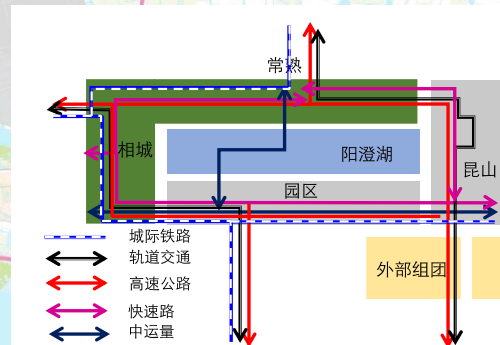 常熟
相城
阳澄湖
昆山
园区
城际铁路
轨道交通
外部组团
高速公路
快速路
中运量